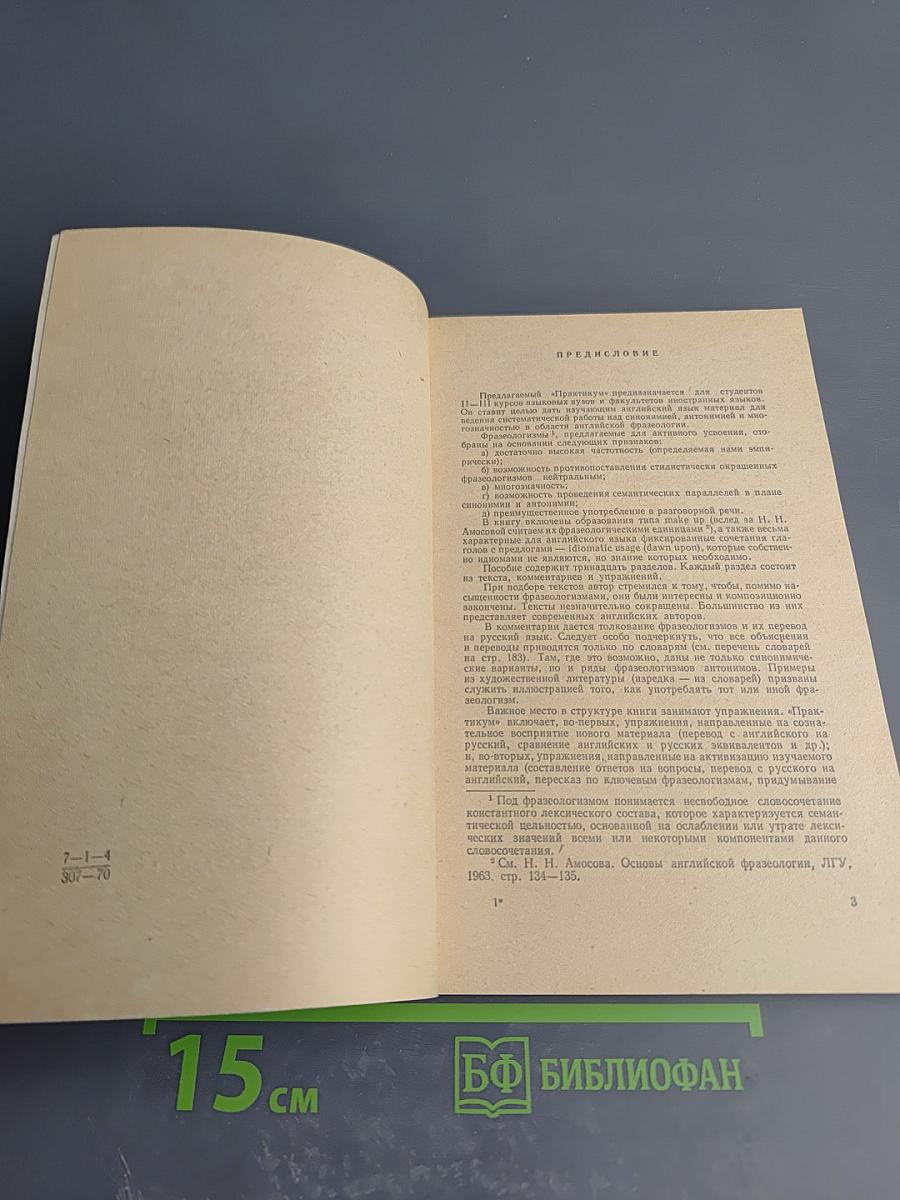 7—1—4
307—70
ПРЕДИСЛОВИЕ
Предлагаемый «Практикум» предназначается для студентов
II—III курсов языковых вузов и факультетов иностранных языков.
Он ставит целью дать изучающим английский язык материал для
ведения систематической работы над синонимией, антонимией и мно-
гозначностью в области английской фразеологии.
Фразеологизмы ¹, предлагаемые для активного усвоения, ото-
браны на основании следующих признаков:
а) достаточно высокая частотность (определяемая нами эмпи-
рически);
б) возможность противопоставления стилистически окрашенных
фразеологизмов нейтральным;
в) многозначность;
г) возможность проведения семантических параллелей в плане
синонимии и антонимии;
д) преимущественное употребление в разговорной речи.
В книгу включены образования типа make up (вслед за Н. Н.
Амосовой считаем их фразеологическими единицами ²), а также весьма
характерные для английского языка фиксированные сочетания гла-
голов с предлогами — idiomatic usage (dawn upon), которые собствен-
но идиомами не являются, но знание которых необходимо.
Пособие содержит тринадцать разделов. Каждый раздел состоит
из текста, комментариев и упражнений.
При подборе текстов автор стремился к тому, чтобы, помимо на-
сыщенности фразеологизмами, они были интересны и композиционно
закончены. Тексты незначительно сокращены. Большинство из них
представляет современных английских авторов.
В комментарии дается толкование фразеологизмов и их перевод
на русский язык. Следует особо подчеркнуть, что все объяснения
и переводы приводятся только по словарям (см. перечень словарей
на стр. 183). Там, где это возможно, даны не только синонимиче-
ские варианты, но и ряды фразеологизмов антонимов. Примеры
из художественной литературы (изредка — из словарей) призваны
служить иллюстрацией того, как употреблять тот или иной фра-
зеологизм.
Важное место в структуре книги занимают упражнения. «Прак-
тикум» включает, во-первых, упражнения, направленные на созна-
тельное восприятие нового материала (перевод с английского на
русский, сравнение английских и русских эквивалентов и др.);
и, во-вторых, упражнения, направленные на активизацию изучаемого
материала (составление ответов на вопросы, перевод с русского на
английский, пересказ по ключевым фразеологизмам, придумывание
¹ Под фразеологизмом понимается несвободное словосочетание
константного лексического состава, которое характеризуется семан-
тической цельностью, основанной на ослаблении или утрате лекси-
ческих значений всеми или некоторыми компонентами данного
словосочетания.
² См. Н. Н. Амосова. Основы английской фразеологии, ЛГУ,
1963, стр. 134—135.
1*
3
15 см
БФ БИБЛИОФАН